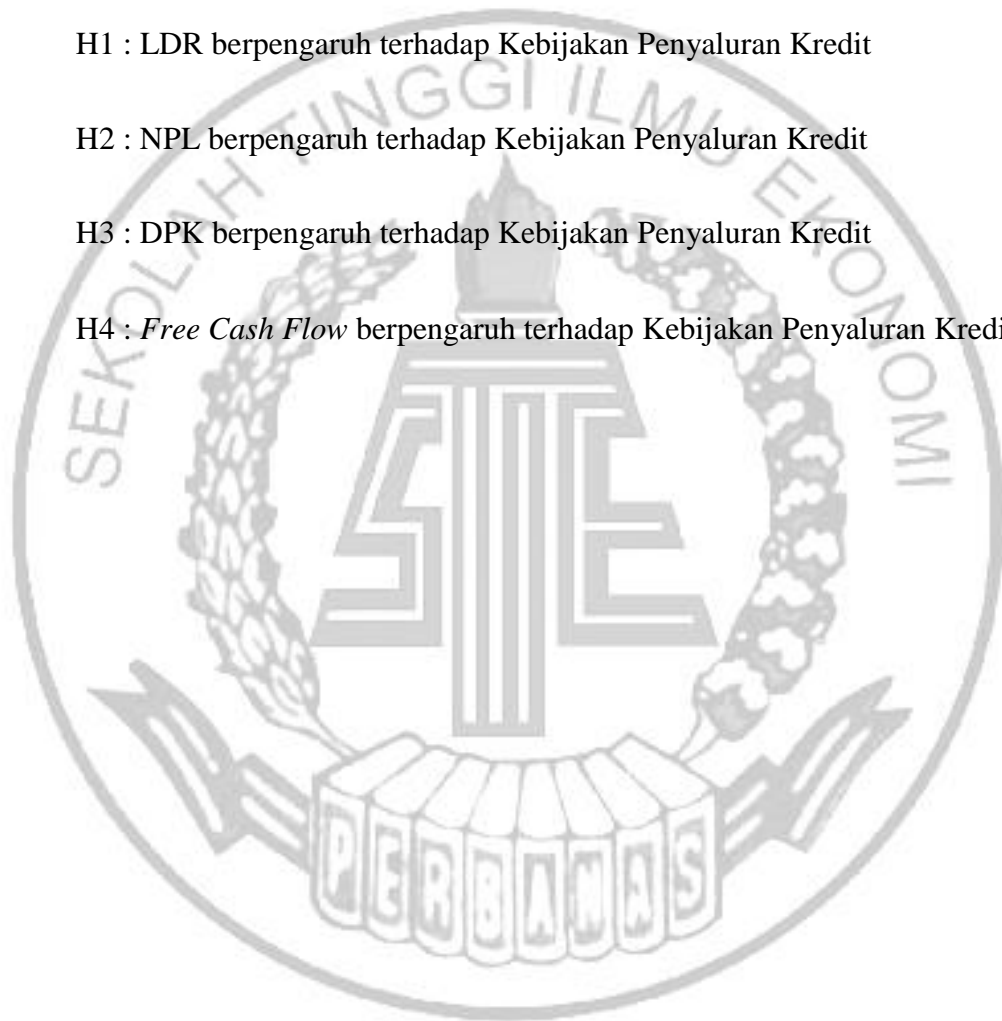 H1 : LDR berpengaruh terhadap Kebijakan Penyaluran Kredit
H2 : NPL berpengaruh terhadap Kebijakan Penyaluran Kredit
H3 : DPK berpengaruh terhadap Kebijakan Penyaluran Kredit
H4 : Free Cash Flow berpengaruh terhadap Kebijakan Penyaluran Kredi
SEKOLAH TINGGI ILMU EKONOMI
STIE
PERBANAS